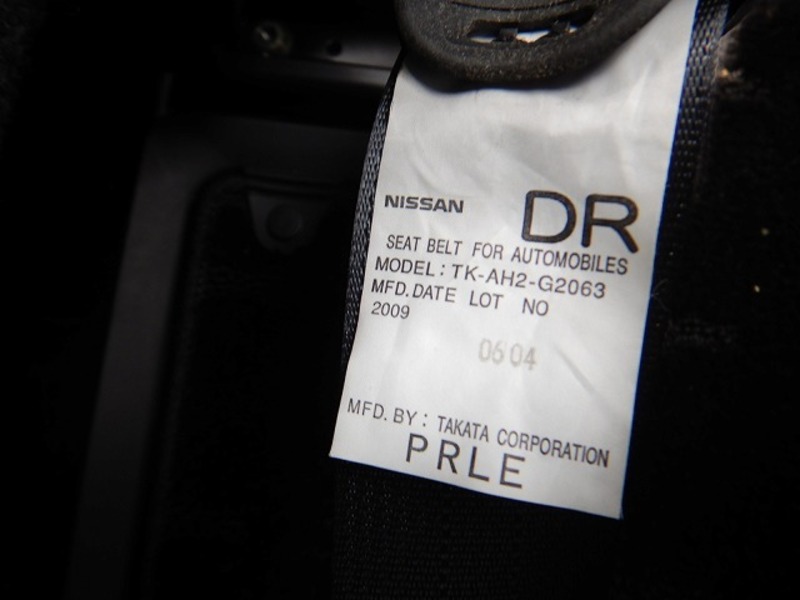 NISSAN DR
SEAT BELT FOR AUTOMOBILES
MODEL: TK-AH2-G2063
MFD. DATE LOT NO
2009
06 04
MFD. BY: TAKATA CORPORATION
PRLE